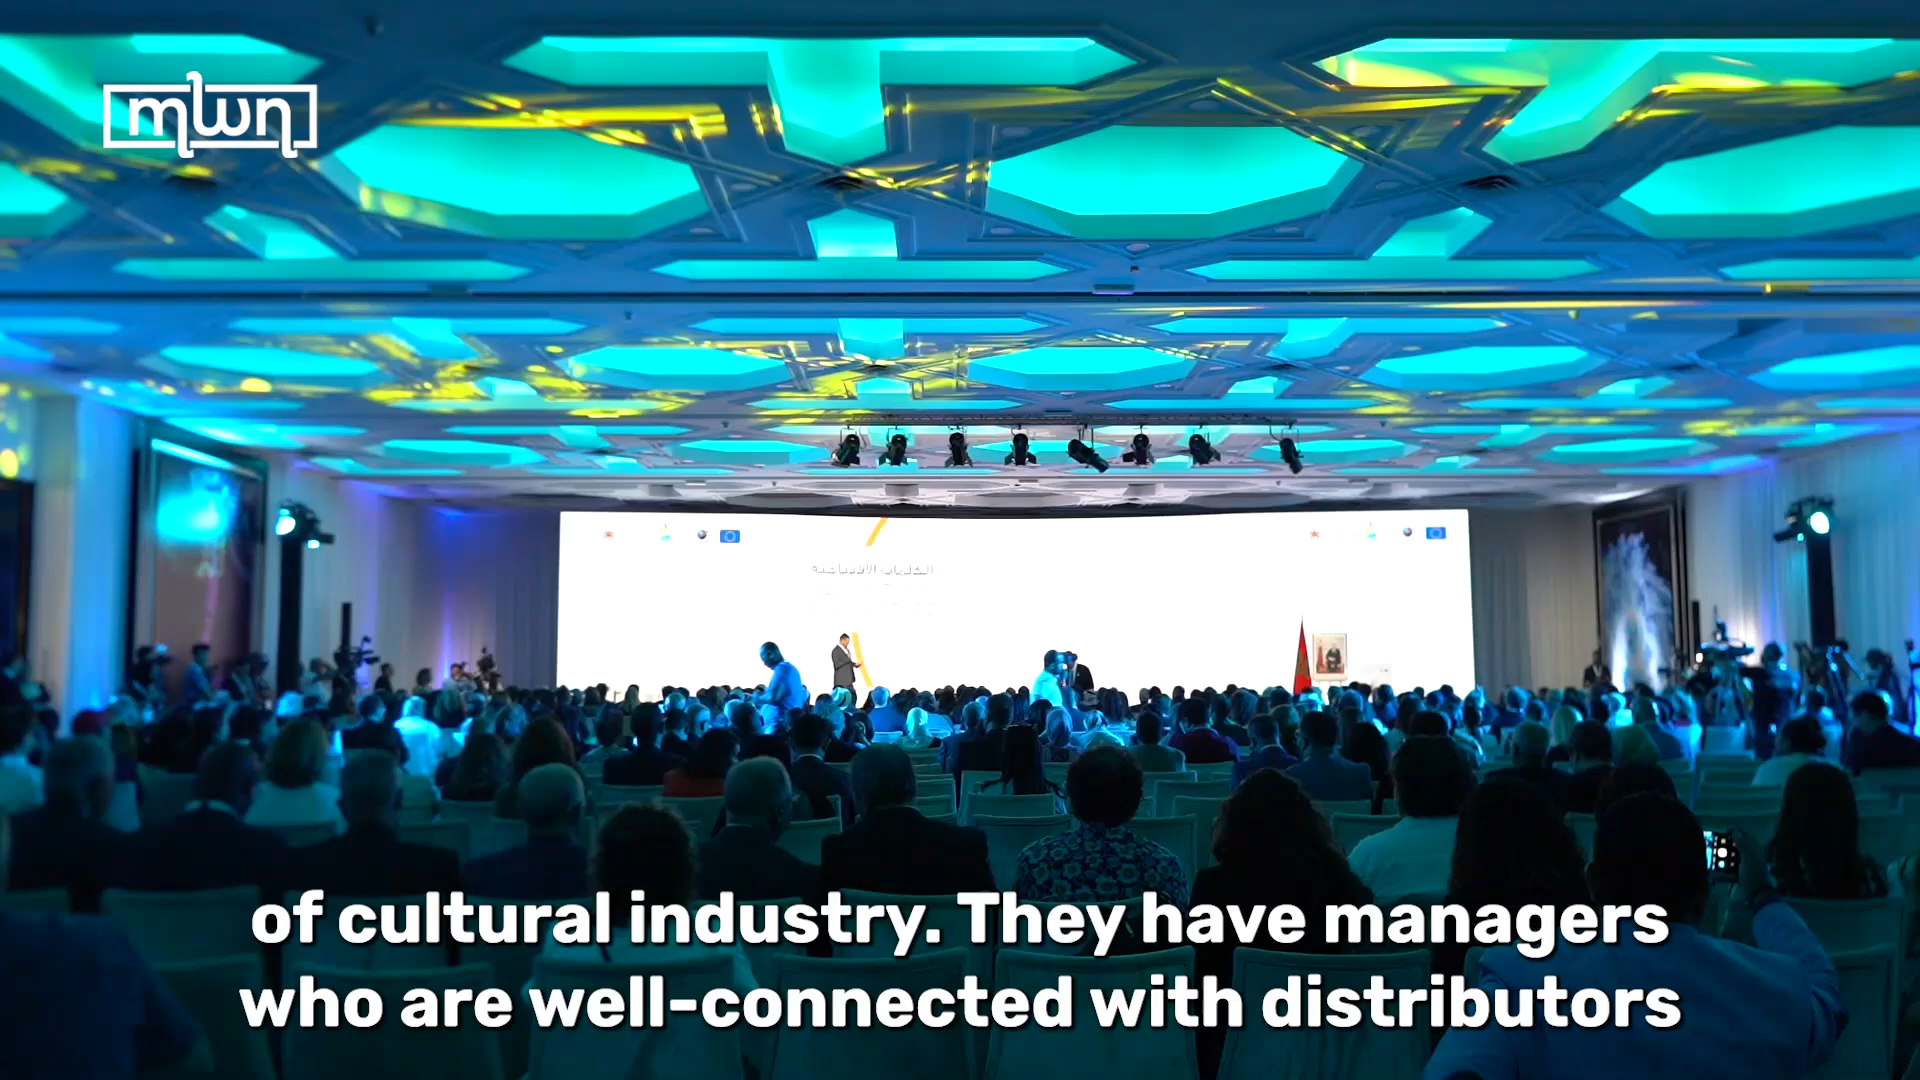 mwn
of cultural industry. They have managers
who are well-connected with distributors